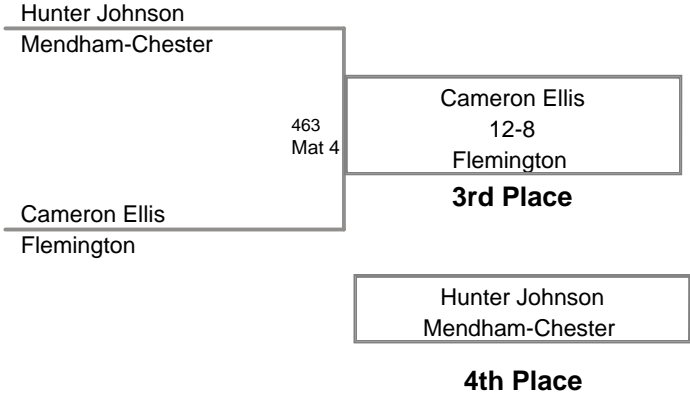 Hunter Johnson
Mendham-Chester
463
Mat 4
Cameron Ellis
12-8
Flemington
3rd Place
Cameron Ellis
Flemington
Hunter Johnson
Mendham-Chester
4th Place